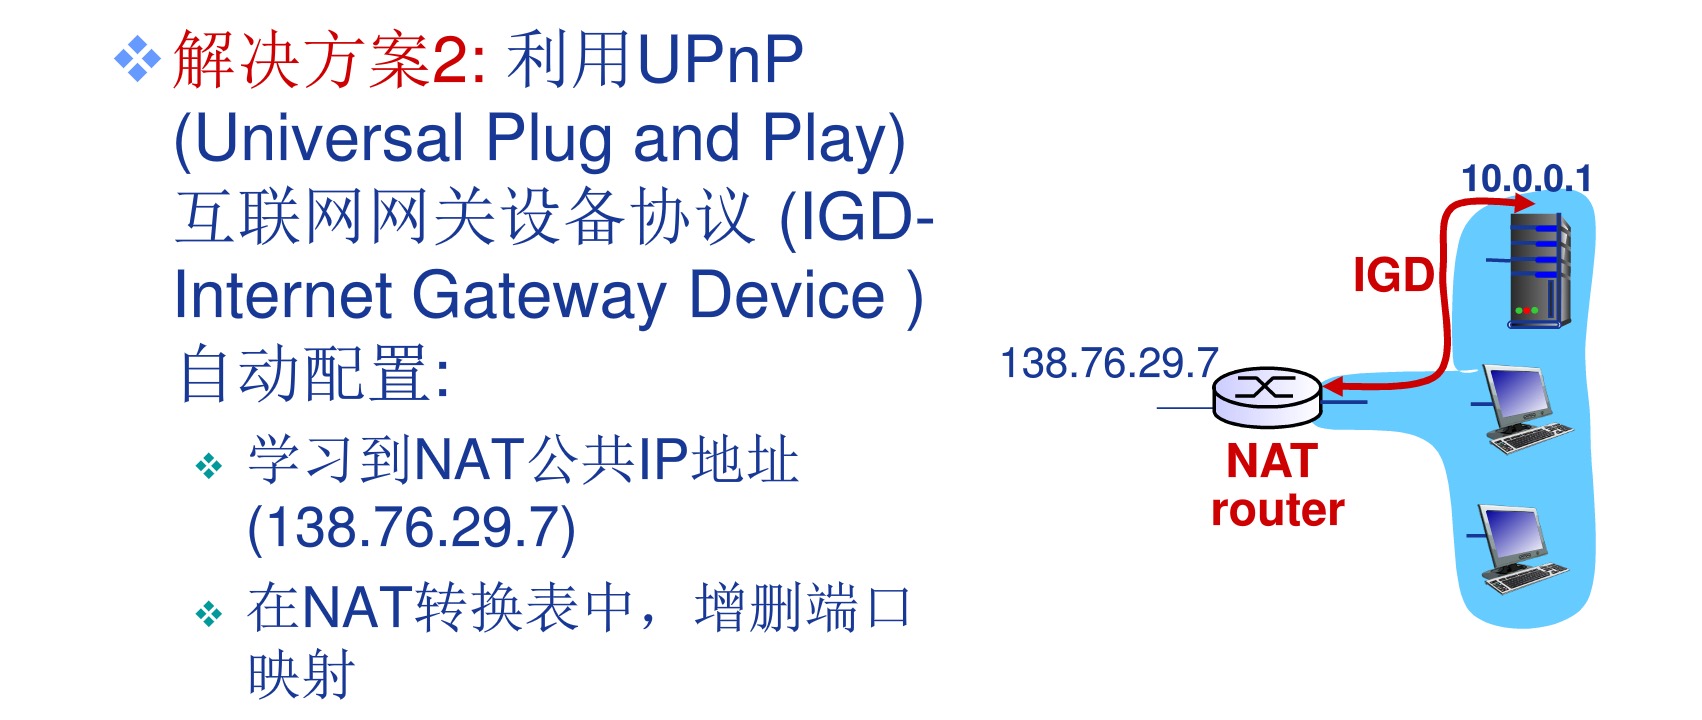 解决方案2: 利用UPnP
(Universal Plug and Play)
互联网网关设备协议 (IGD-
Internet Gateway Device )
自动配置:
学习到NAT公共IP地址
(138.76.29.7)
在NAT转换表中，增删端口
映射
10.0.0.1
IGD
138.76.29.7
NAT
router